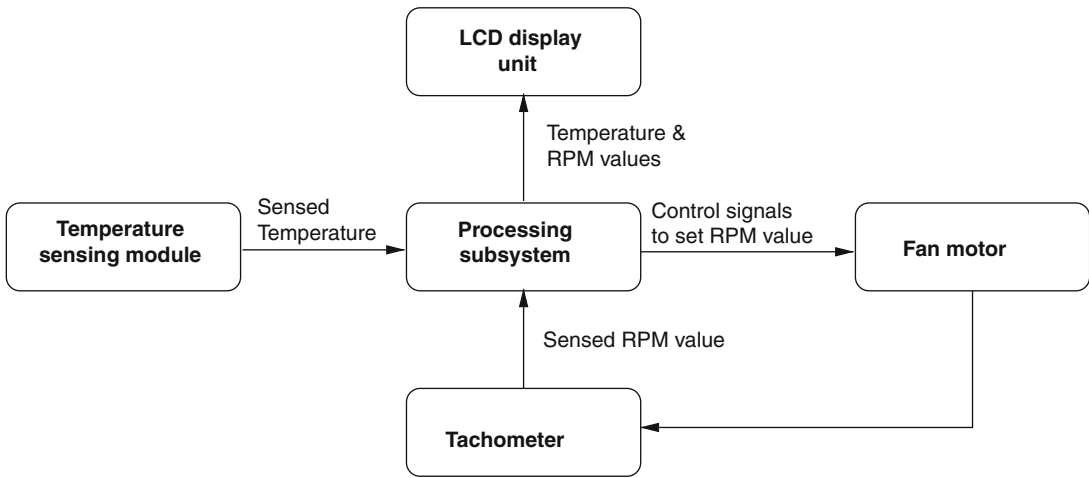 LCD display
unit
Temperature &
RPM values
Temperature
sensing module
Sensed
Temperature
Processing
subsystem
Control signals
to set RPM value
Fan motor
Sensed RPM value
Tachometer